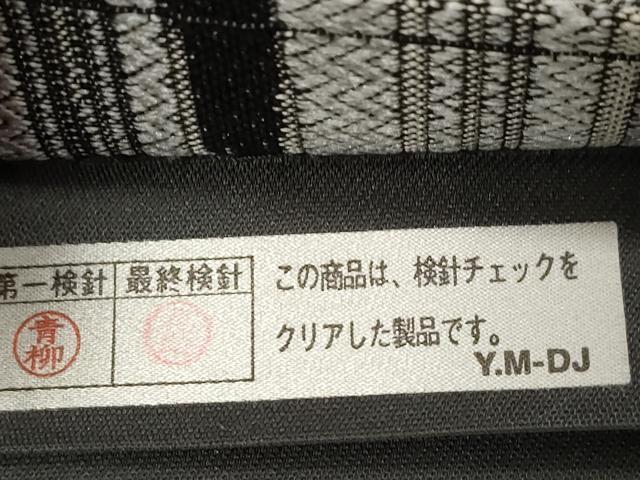 第一検針 最終検針
青柳
この商品は、検針チェックを
クリアした製品です。
Y.M-DJ